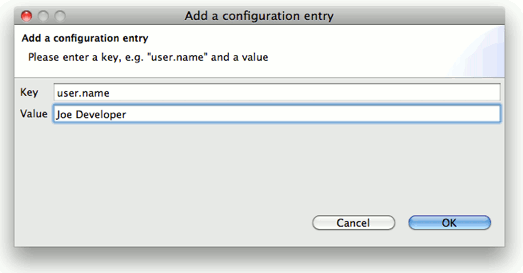 Add a configuration entry
Add a configuration entry
Please enter a key, e.g. "user.name" and a value
Key user.name
Value Joe Developer
Cancel OK